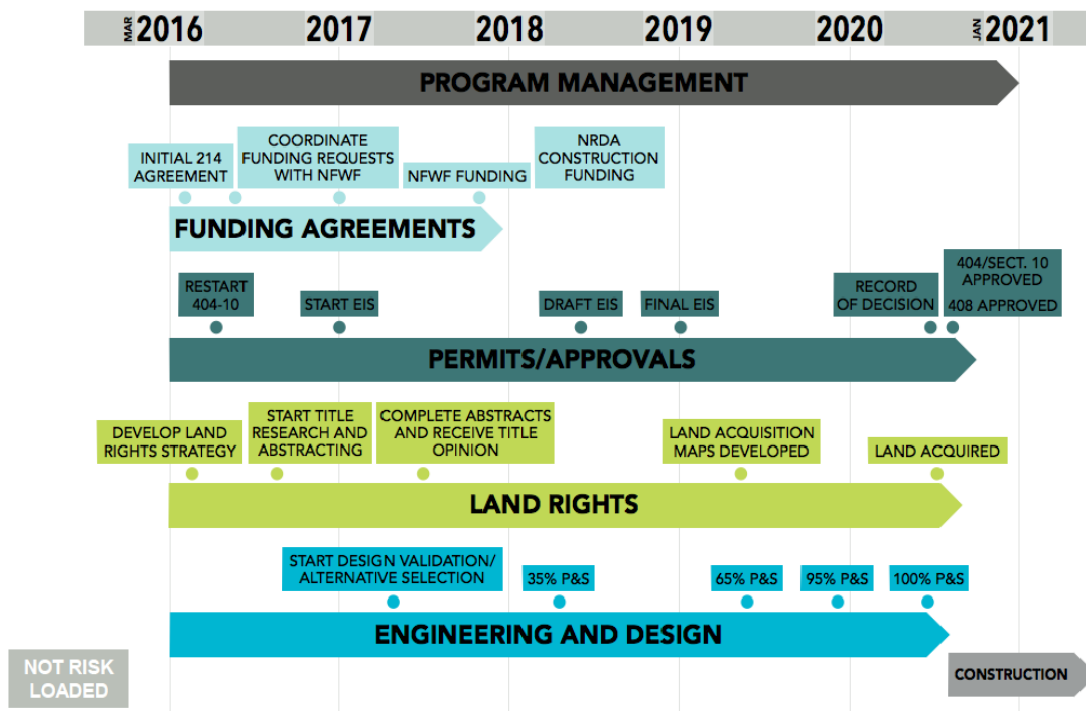 MAR 2016 2017 2018 2019 2020 JAN 2021
PROGRAM MANAGEMENT
INITIAL 214
AGREEMENT
COORDINATE
FUNDING REQUESTS
WITH NFWF
NFWF FUNDING
NRDA
CONSTRUCTION
FUNDING
FUNDING AGREEMENTS
RESTART
404-10
START EIS
DRAFT EIS
FINAL EIS
RECORD
OF DECISION
404/SECT. 10
APPROVED
408 APPROVED
PERMITS/APPROVALS
DEVELOP LAND
RIGHTS STRATEGY
START TITLE
RESEARCH AND
ABSTRACTING
COMPLETE ABSTRACTS
AND RECEIVE TITLE
OPINION
LAND ACQUISITION
MAPS DEVELOPED
LAND ACQUIRED
LAND RIGHTS
START DESIGN VALIDATION/
ALTERNATIVE SELECTION
35% P&S
65% P&S
95% P&S
100% P&S
ENGINEERING AND DESIGN
NOT RISK
LOADED
CONSTRUCTION